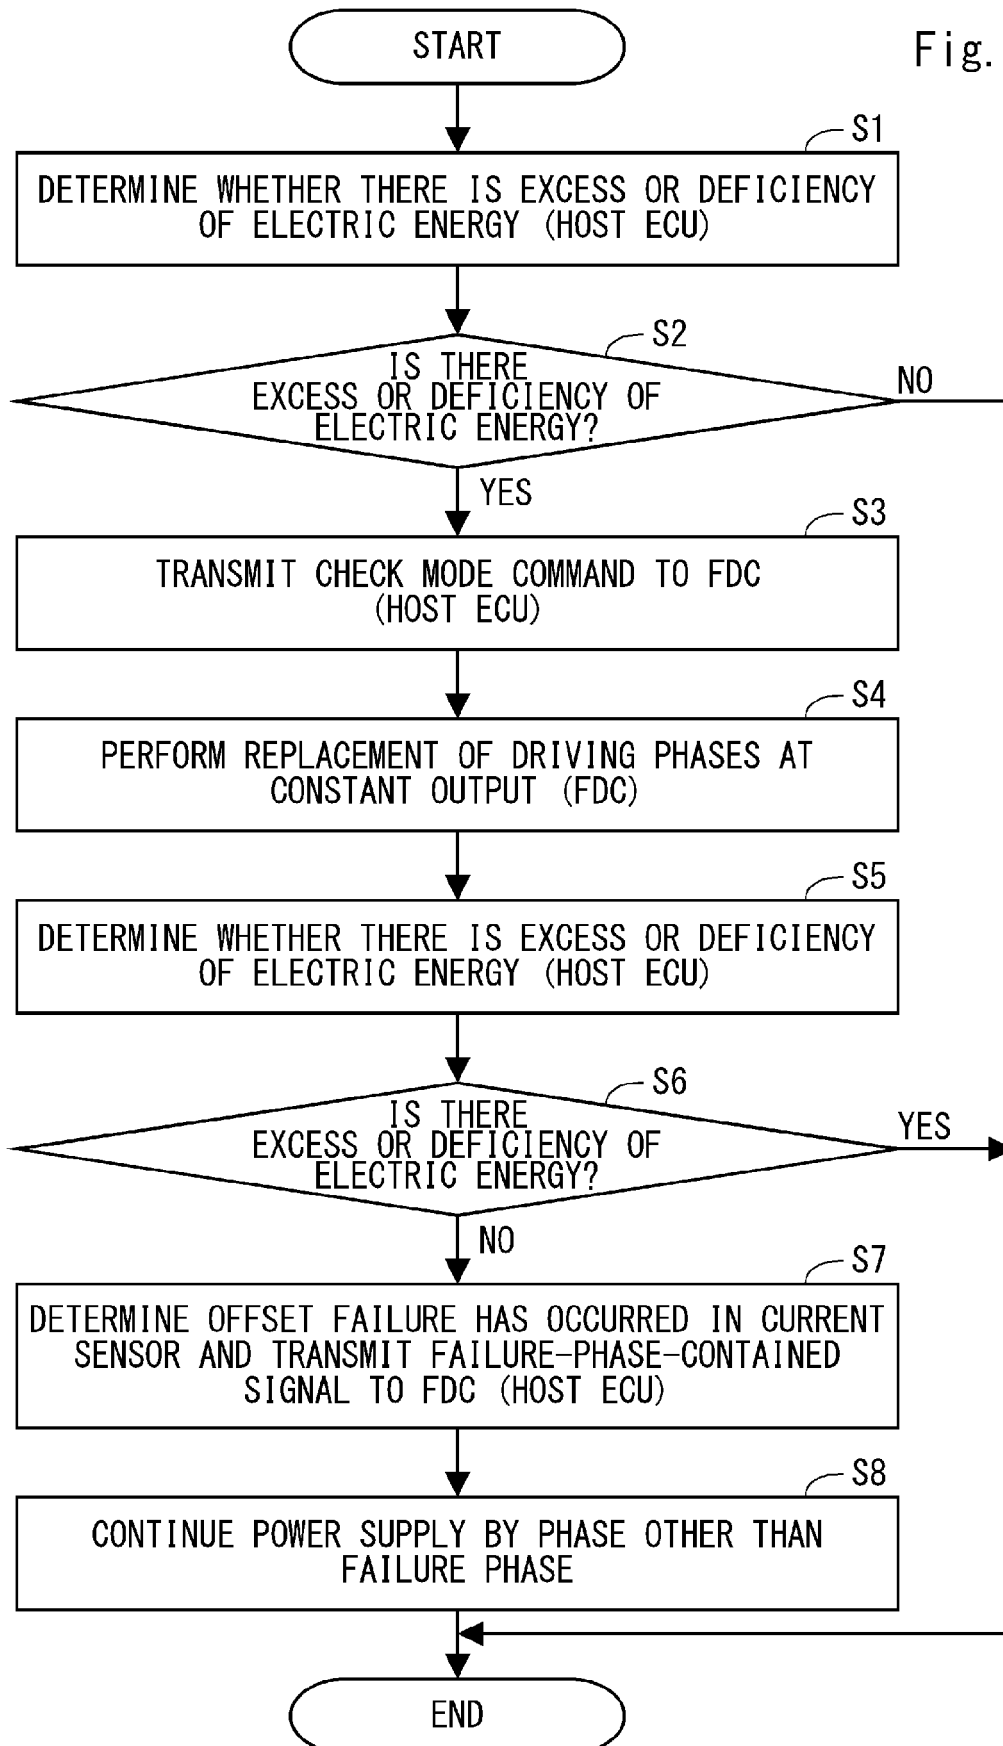 START
Fig.
S1
DETERMINE WHETHER THERE IS EXCESS OR DEFICIENCY
OF ELECTRIC ENERGY (HOST ECU)
S2
IS THERE
EXCESS OR DEFICIENCY OF
ELECTRIC ENERGY?
NO
YES
S3
TRANSMIT CHECK MODE COMMAND TO FDC
(HOST ECU)
S4
PERFORM REPLACEMENT OF DRIVING PHASES AT
CONSTANT OUTPUT (FDC)
S5
DETERMINE WHETHER THERE IS EXCESS OR DEFICIENCY
OF ELECTRIC ENERGY (HOST ECU)
S6
IS THERE
EXCESS OR DEFICIENCY OF
ELECTRIC ENERGY?
YES
NO
S7
DETERMINE OFFSET FAILURE HAS OCCURRED IN CURRENT
SENSOR AND TRANSMIT FAILURE-PHASE-CONTAINED
SIGNAL TO FDC (HOST ECU)
S8
CONTINUE POWER SUPPLY BY PHASE OTHER THAN
FAILURE PHASE
END